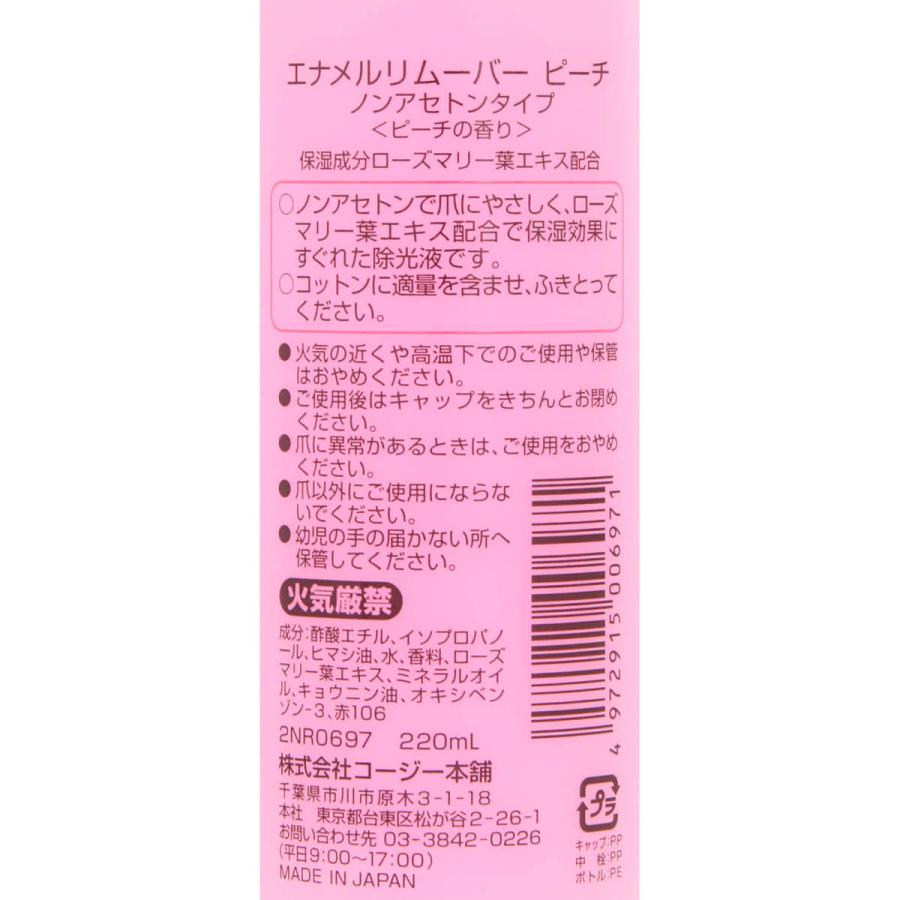 エナメルリムーバー ピーチ
ノンアセトンタイプ
＜ピーチの香り＞
保湿成分ローズマリー葉エキス配合
○ノンアセトンで爪にやさしく、ローズ
マリー葉エキス配合で保湿効果に
すぐれた除光液です。
○コットンに適量を含ませ、ふきとって
ください。
●火気の近くや高温下でのご使用や保管
はおやめください。
●ご使用後はキャップをきちんとお閉め
ください。
●爪に異常があるときは、ご使用をおやめ
ください。
●爪以外にご使用にならな
いでください。
●幼児の手の届かない所へ
保管してください。
火気厳禁
成分:酢酸エチル、イソプロパノ
ール、ヒマシ油、水、香料、ローズ
マリー葉エキス、ミネラルオイ
ル、キョウニン油、オキシベン
ゾン-3、赤106
2NR0697 220mL
株式会社コージー本舗
千葉県市川市原木3-1-18
本社 東京都台東区松が谷2-26-1
お問い合わせ先 03-3842-0226
(平日9:00～17:00)
MADE IN JAPAN
4972915006971
プラ
キャップ:PP
中 栓:PP
ボトル:PE